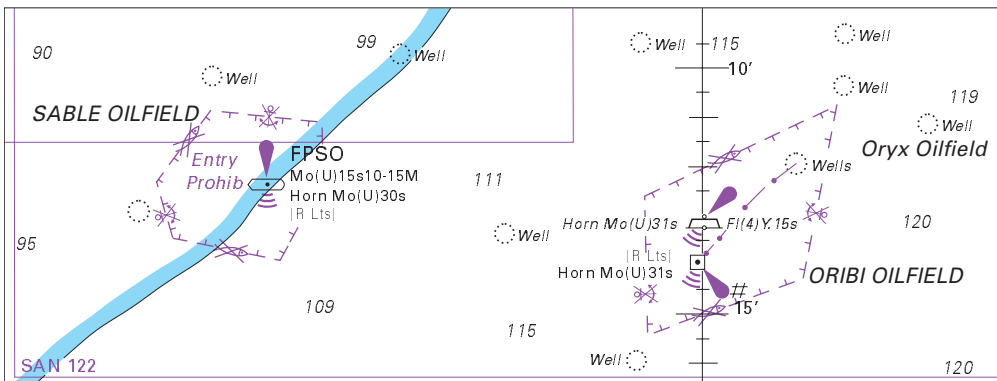 90
99
Well
Well
115
Well
10'
Well
Well
119
SABLE OILFIELD
Well
Oryx Oilfield
Entry
Prohib
FPSO
Mo(U)15s10-15M
Horn Mo(U)30s
|R Lts|
111
Wells
95
Well
Horn Mo(U)31s
Fl(4)Y.15s
120
|R Lts|
Horn Mo(U)31s
ORIBI OILFIELD
#
15'
109
115
Well
120
SAN 122